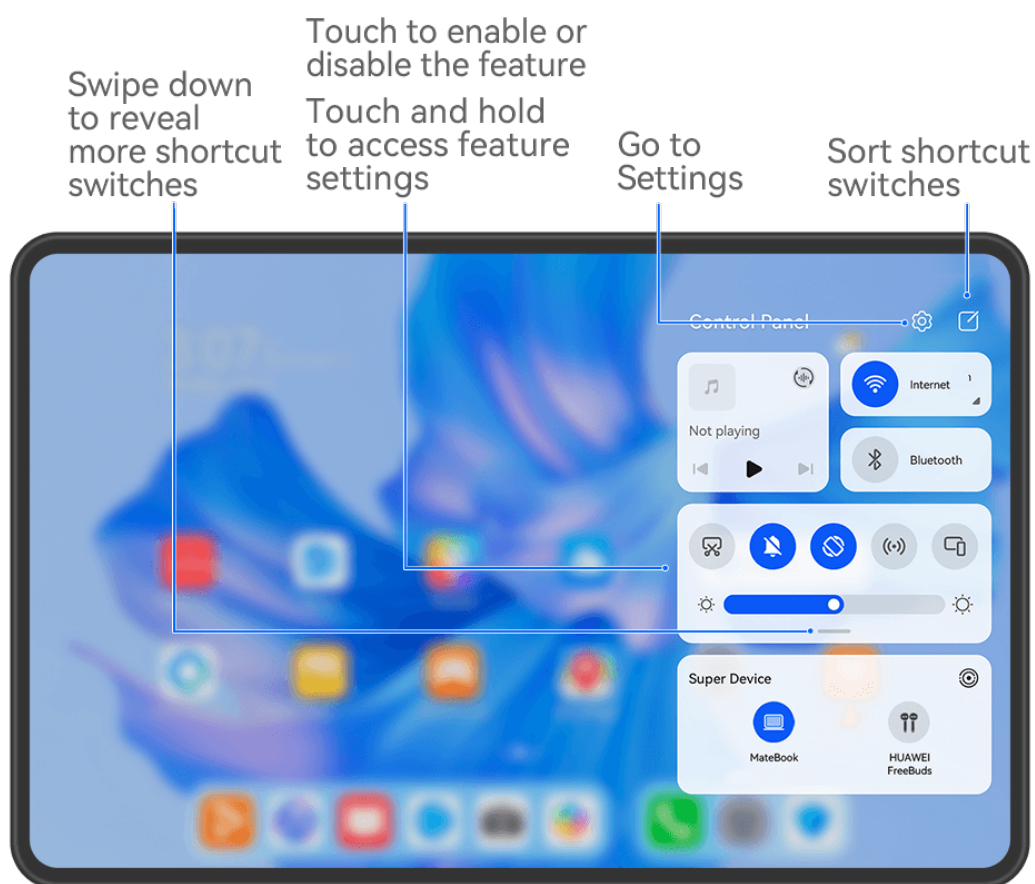 Touch to enable or
disable the feature
Touch and hold
to access feature
settings
Swipe down
to reveal
more shortcut
switches
Go to
Settings
Sort shortcut
switches
Control Panel
Not playing
Internet
Bluetooth
Super Device
MateBook
HUAWEI
FreeBuds